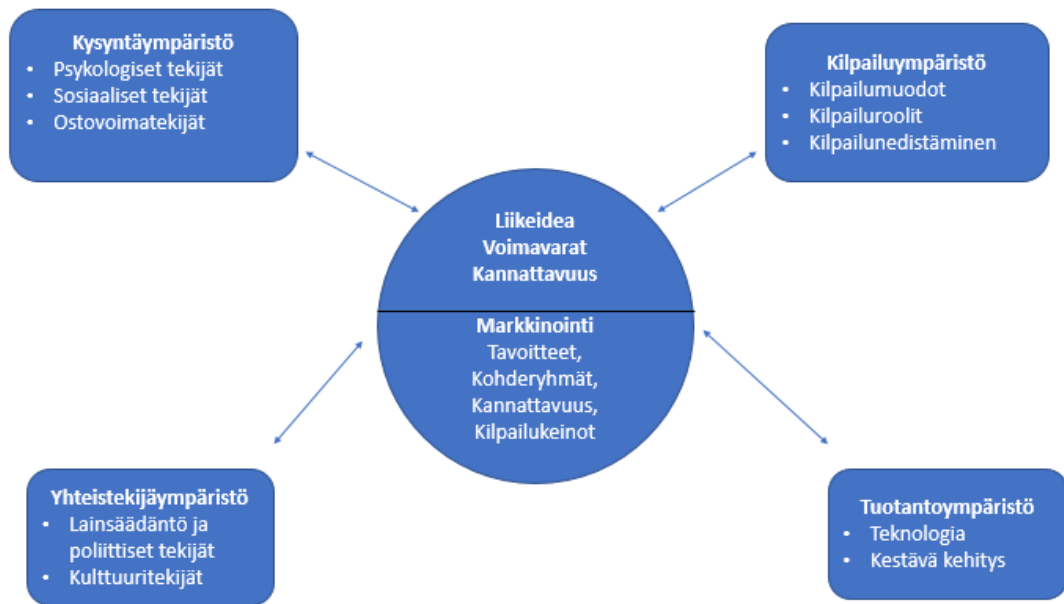 Kysyntäympäristö
• Psykologiset tekijät
• Sosiaaliset tekijät
• Ostovoimatekijät
Kilpailuympäristö
• Kilpailumuodot
• Kilpailuroolit
• Kilpailunedistäminen
Liikeidea
Voimavarat
Kannattavuus
Markkinointi
Tavoitteet,
Kohderyhmät,
Kannattavuus,
Kilpailukeinot
Yhteistekijäympäristö
• Lainsäädäntö ja
poliittiset tekijät
• Kulttuuritekijät
Tuotantoympäristö
• Teknologia
• Kestävä kehitys